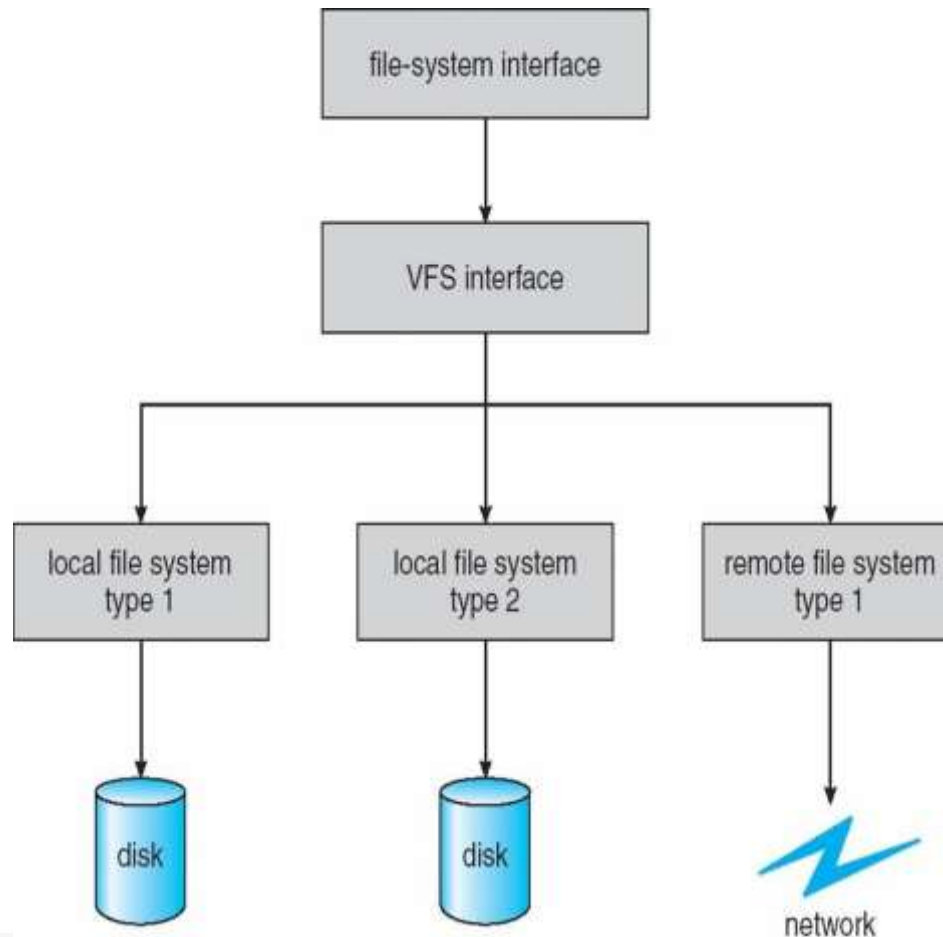 file-system interface
VFS interface
local file system
type 1
local file system
type 2
remote file system
type 1
disk
disk
network